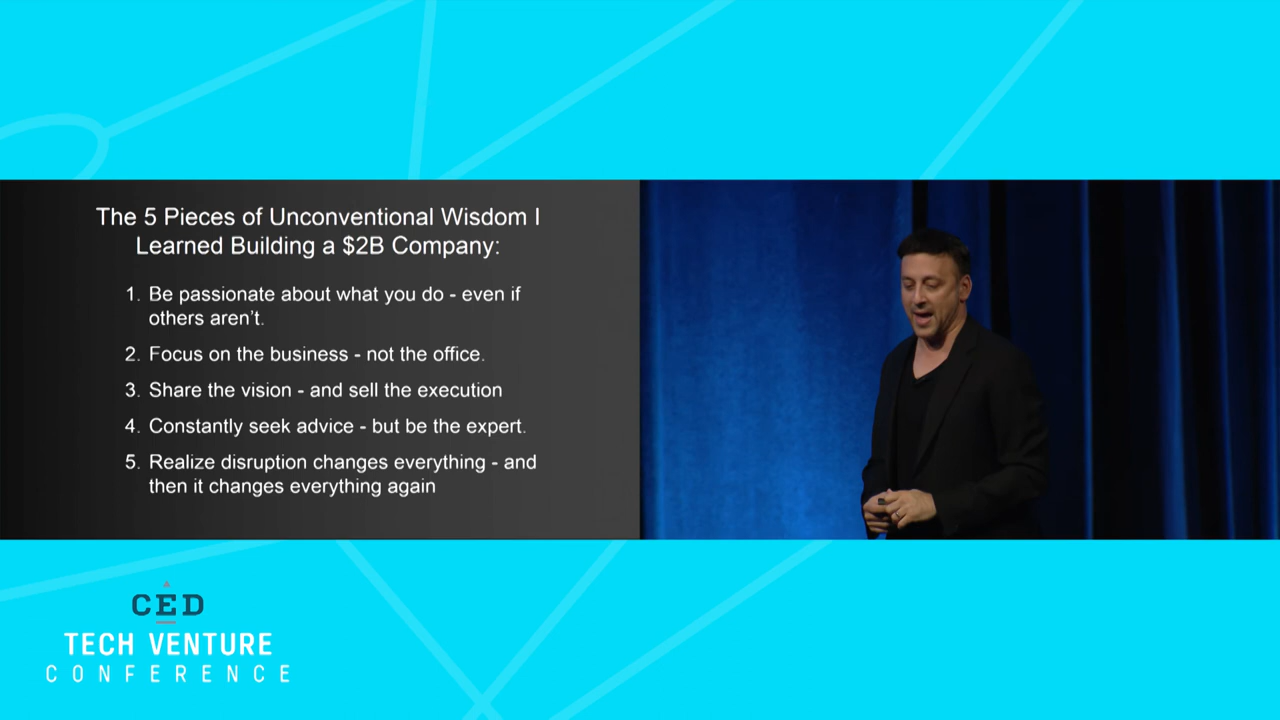 The 5 Pieces of Unconventional Wisdom I
Learned Building a $2B Company:
1. Be passionate about what you do - even if
others aren't.
2. Focus on the business - not the office.
3. Share the vision - and sell the execution
4. Constantly seek advice - but be the expert.
5. Realize disruption changes everything - and
then it changes everything again
CED
TECH VENTURE
CONFERENCE